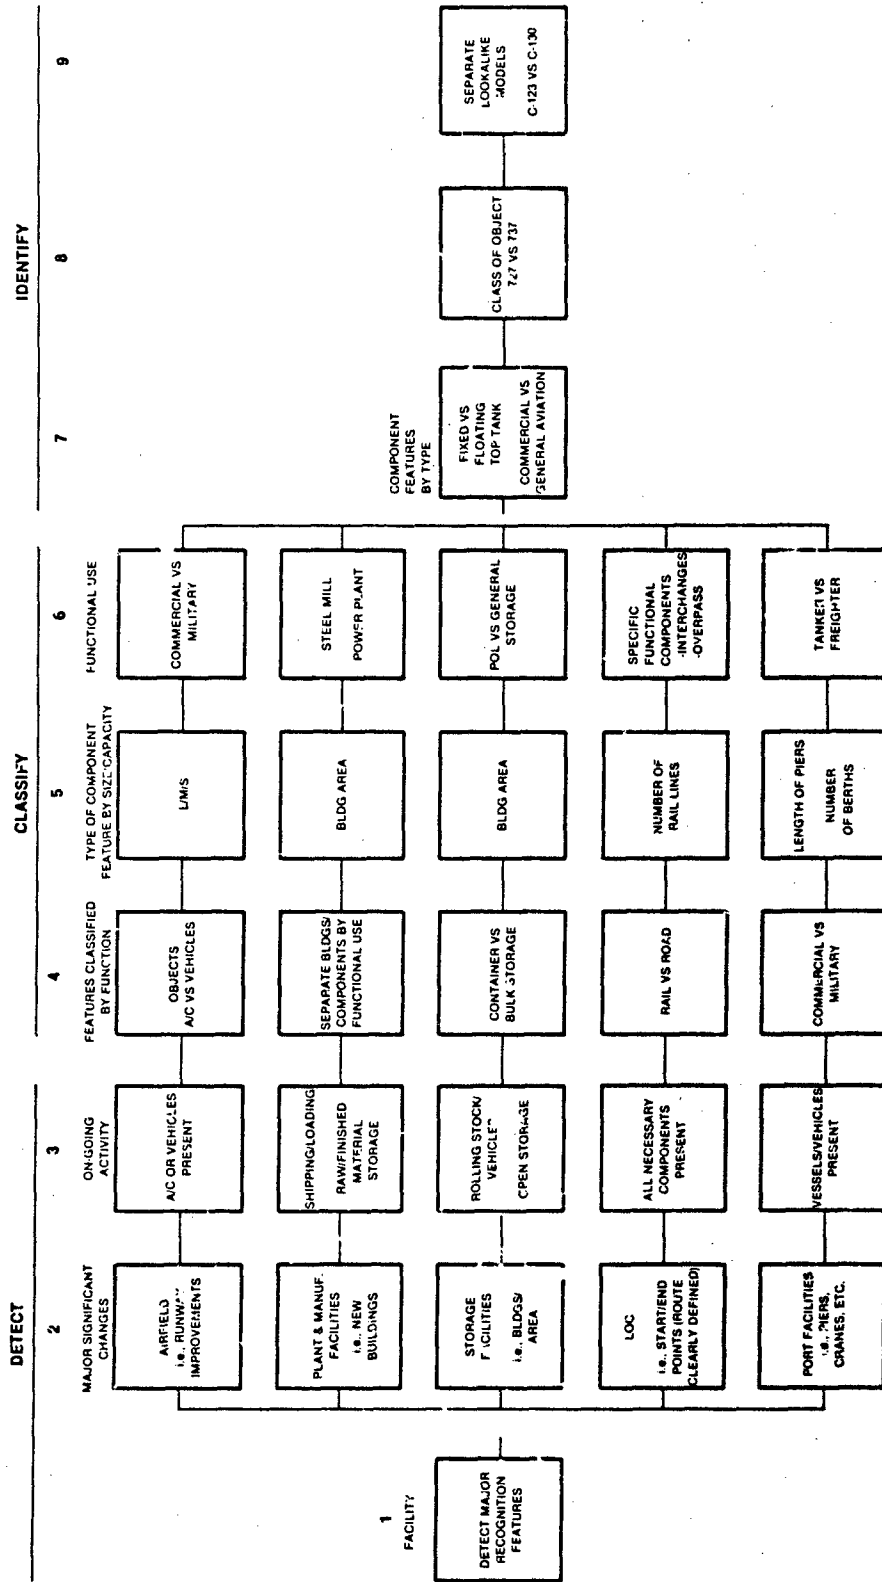 DETECT
CLASSIFY
IDENTIFY
1
FACILITY
DETECT MAJOR
RECOGNITION
FEATURES
2
MAJOR SIGNIFICANT
CHANGES
AIRFIELD
i.e., RUNWAY
IMPROVEMENTS
PLANT & MANUF.
FACILITIES
i.e., NEW
BUILDINGS
STORAGE
FACILITIES
i.e., BLDGS/
AREA
LOC
i.e., START/END
POINTS (ROUTE
CLEARLY DEFINED)
PORT FACILITIES
i.e., PIERS,
CRANES, ETC.
3
ON-GOING
ACTIVITY
A/C OR VEHICLES
PRESENT
SHIPPING/LOADING
RAW/FINISHED
MATERIAL
STORAGE
ROLLING STOCK/
VEHICLES
OPEN STORAGE
ALL NECESSARY
COMPONENTS
PRESENT
VESSELS/VEHICLES
PRESENT
4
FEATURES CLASSIFIED
BY FUNCTION
OBJECTS
A/C VS VEHICLES
SEPARATE BLDGS/
COMPONENTS BY
FUNCTIONAL USE
CONTAINER VS
BULK STORAGE
RAIL VS ROAD
COMMERCIAL VS
MILITARY
5
TYPE OF COMPONENT
FEATURE BY SIZE-CAPACITY
L/M/S
BLDG AREA
BLDG AREA
NUMBER OF
RAIL LINES
LENGTH OF PIERS
NUMBER
OF BERTHS
6
FUNCTIONAL USE
COMMERCIAL VS
MILITARY
STEEL MILL
POWER PLANT
POL VS GENERAL
STORAGE
SPECIFIC
FUNCTIONAL
COMPONENTS
-INTERCHANGES
-OVERPASS
TANKER VS
FREIGHTER
7
COMPONENT
FEATURES
BY TYPE
FIXED VS
FLOATING
TOP TANK
COMMERCIAL VS
GENERAL AVIATION
8
CLASS OF OBJECT
727 VS 737
9
SEPARATE
LOOKALIKE
MODELS
C-123 VS C-130